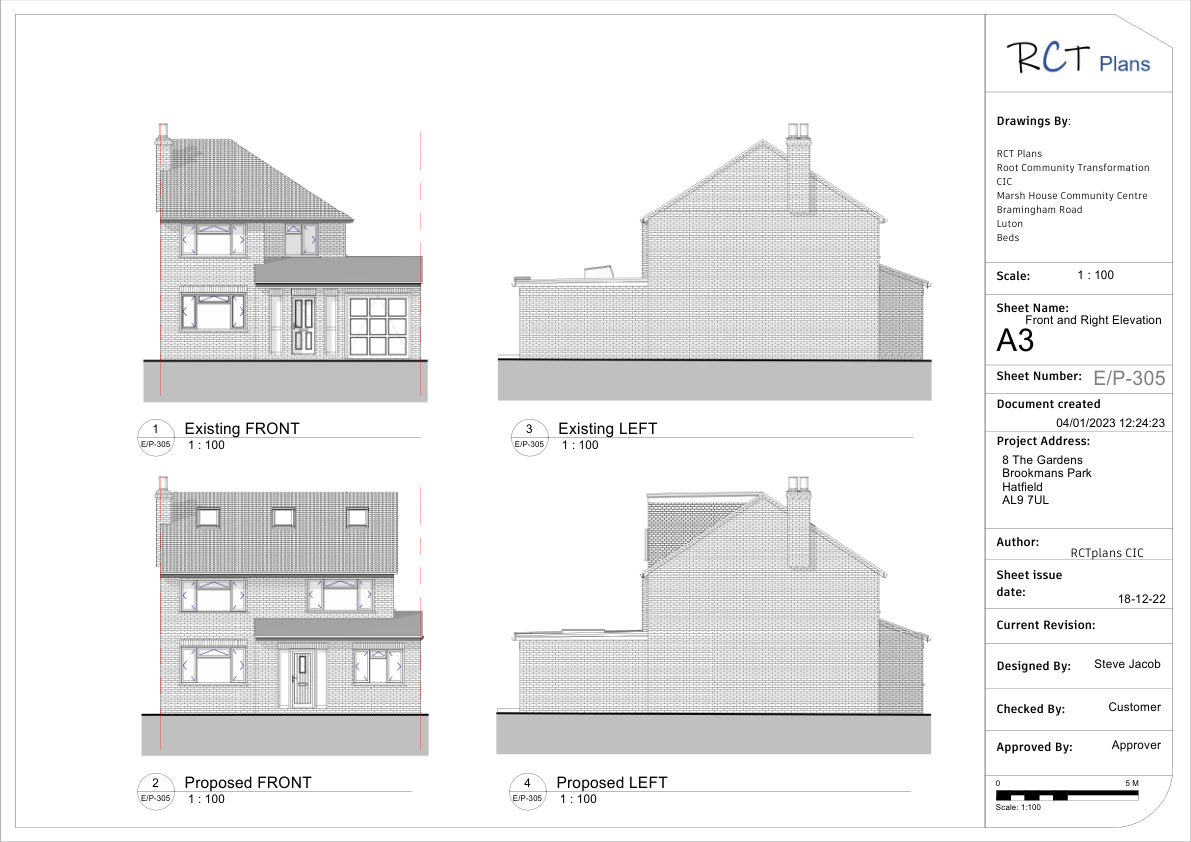 RCT Plans
Drawings By:
RCT Plans
Root Community Transformation
CIC
Marsh House Community Centre
Bramingham Road
Luton
Beds
Scale: 1 : 100
Sheet Name:
Front and Right Elevation
A3
Sheet Number: E/P-305
Document created
04/01/2023 12:24:23
Project Address:
8 The Gardens
Brookmans Park
Hatfield
AL9 7UL
Author:
RCTplans CIC
Sheet issue
date:
18-12-22
Current Revision:
Designed By: Steve Jacob
Checked By: Customer
Approved By: Approver
0 5 M
Scale: 1:100
1 Existing FRONT
E/P-305 1 : 100
3 Existing LEFT
E/P-305 1 : 100
2 Proposed FRONT
E/P-305 1 : 100
4 Proposed LEFT
E/P-305 1 : 100